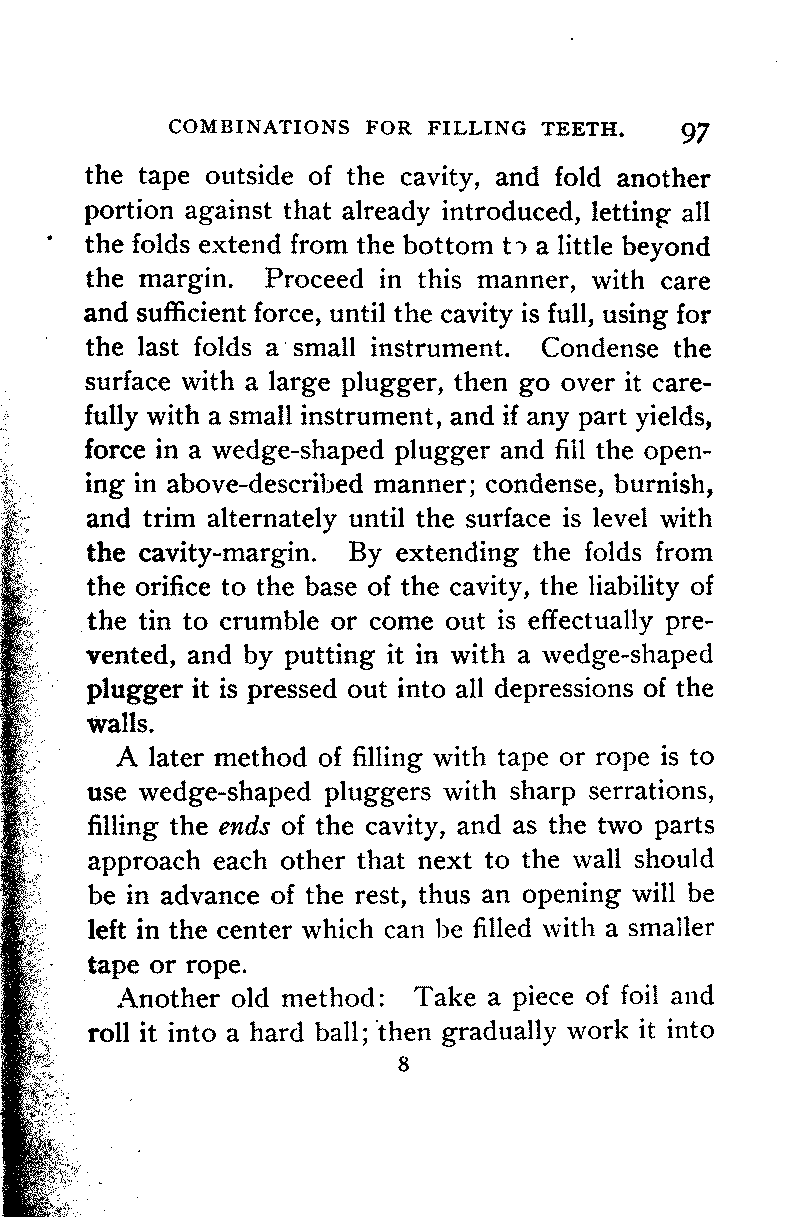 COMBINATIONS FOR FILLING TEETH. 97
the tape outside of the cavity, and fold another
portion against that already introduced, letting all
the folds extend from the bottom to a little beyond
the margin. Proceed in this manner, with care
and sufficient force, until the cavity is full, using for
the last folds a small instrument. Condense the
surface with a large plugger, then go over it care-
fully with a small instrument, and if any part yields,
force in a wedge-shaped plugger and fill the open-
ing in above-described manner; condense, burnish,
and trim alternately until the surface is level with
the cavity-margin. By extending the folds from
the orifice to the base of the cavity, the liability of
the tin to crumble or come out is effectually pre-
vented, and by putting it in with a wedge-shaped
plugger it is pressed out into all depressions of the
walls.
A later method of filling with tape or rope is to
use wedge-shaped pluggers with sharp serrations,
filling the ends of the cavity, and as the two parts
approach each other that next to the wall should
be in advance of the rest, thus an opening will be
left in the center which can be filled with a smaller
tape or rope.
Another old method: Take a piece of foil and
roll it into a hard ball; then gradually work it into
8